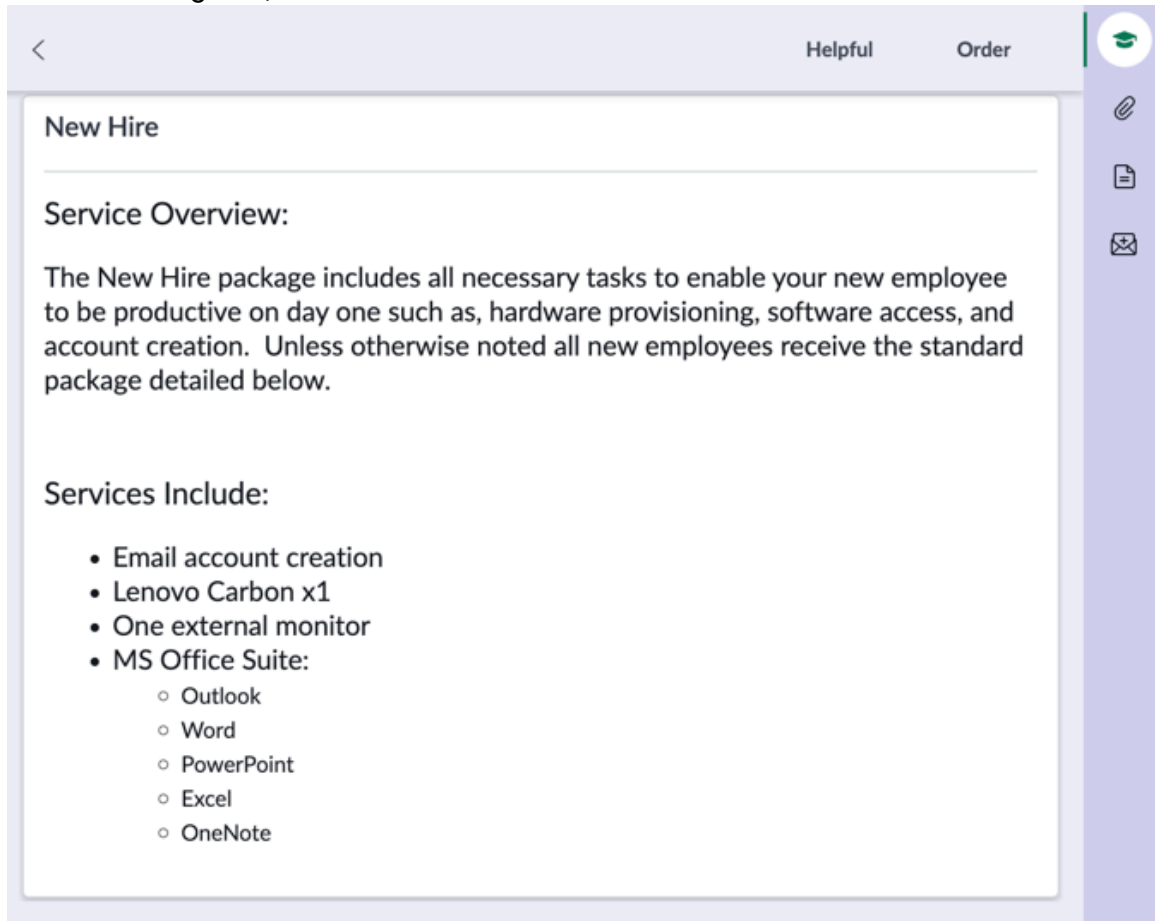 Helpful Order
New Hire
Service Overview:
The New Hire package includes all necessary tasks to enable your new employee
to be productive on day one such as, hardware provisioning, software access, and
account creation.  Unless otherwise noted all new employees receive the standard
package detailed below.
Services Include:
• Email account creation
• Lenovo Carbon x1
• One external monitor
• MS Office Suite:
◦ Outlook
◦ Word
◦ PowerPoint
◦ Excel
◦ OneNote